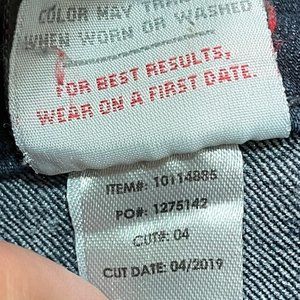 COLOR MAY
WHEN WORN OR WASHED
FOR BEST RESULTS,
WEAR ON A FIRST DATE.
ITEM#: 10114885
PO#: 1275142
CUT#: 04
CUT DATE: 04/2019